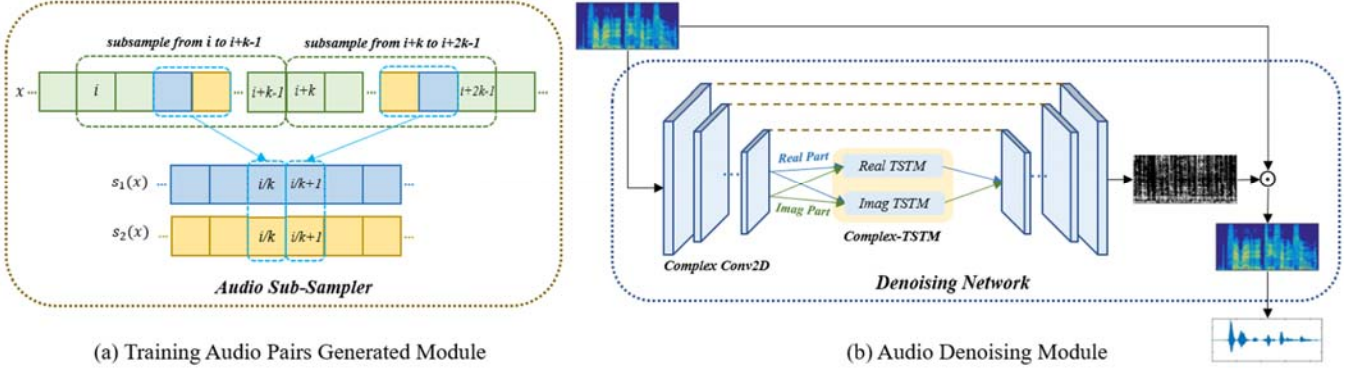 subsample from i to i+k-1 subsample from i+k to i+2k-1
x ... i ... i+k-1 i+k ... i+2k-1 ...
s₁(x) ... i/k i/k+1 ...
s₂(x) ... i/k i/k+1 ...
Audio Sub-Sampler
(a) Training Audio Pairs Generated Module
Real Part
Real TSTM
Imag TSTM
Imag Part
Complex-TSTM
Complex Conv2D
Denoising Network
(b) Audio Denoising Module